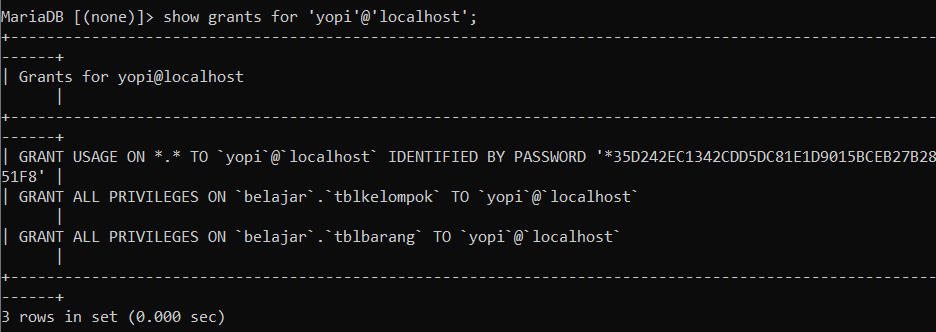 MariaDB [(none)]> show grants for 'yopi'@'localhost';
+-------------------------------------------------------------------------------------------------------
------+
| Grants for yopi@localhost
      |
+-------------------------------------------------------------------------------------------------------
------+
| GRANT USAGE ON *.* TO `yopi`@`localhost` IDENTIFIED BY PASSWORD '*35D242EC1342CDD5DC81E1D9015BCEB27B28
51F8' |
| GRANT ALL PRIVILEGES ON `belajar`.`tblkelompok` TO `yopi`@`localhost`
      |
| GRANT ALL PRIVILEGES ON `belajar`.`tblbarang` TO `yopi`@`localhost`
      |
+-------------------------------------------------------------------------------------------------------
------+
3 rows in set (0.000 sec)